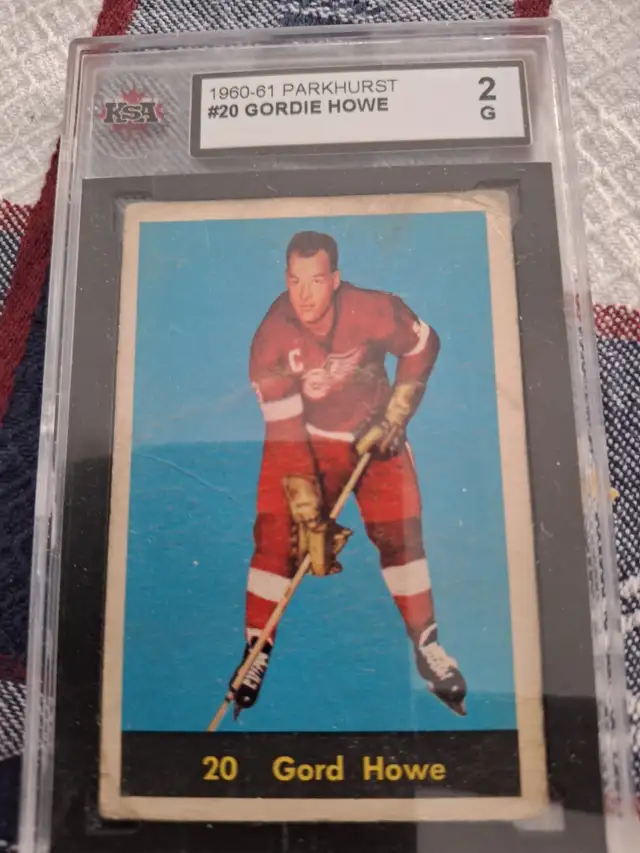 KSA
1960-61 PARKHURST
#20 GORDIE HOWE
2
G
C
20 Gord Howe